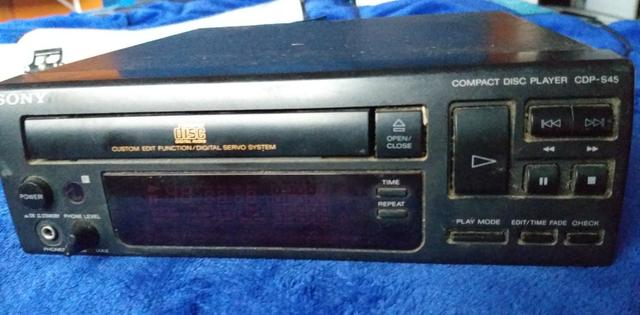 SONY
COMPACT DISC PLAYER CDP-S45
disc
DIGITAL AUDIO
CUSTOM EDIT FUNCTION/DIGITAL SERVO SYSTEM
OPEN/
CLOSE
POWER
TIME
REPEAT
PHONE LEVEL
PLAY MODE
EDIT/TIME FADE
CHECK